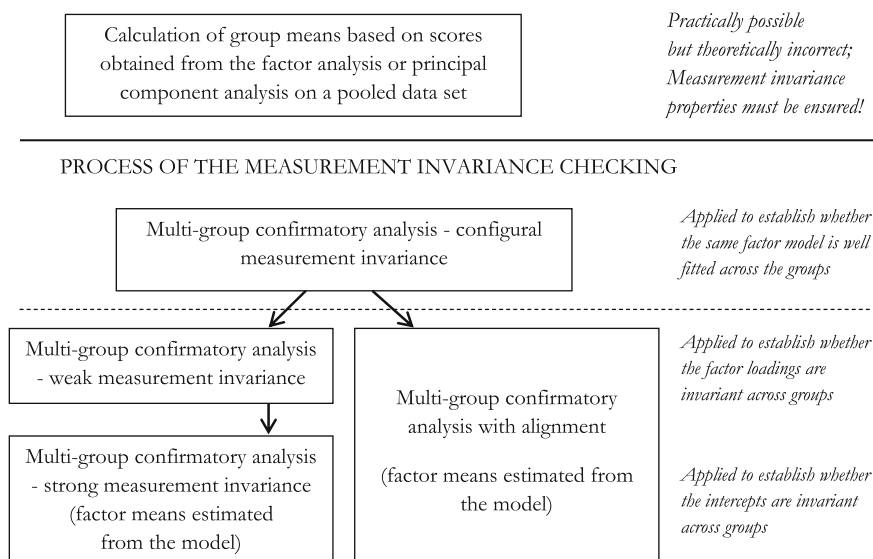 Calculation of group means based on scores
obtained from the factor analysis or principal
component analysis on a pooled data set
Practically possible
but theoretically incorrect;
Measurement invariance
properties must be ensured!
PROCESS OF THE MEASUREMENT INVARIANCE CHECKING
Multi-group confirmatory analysis - configural
measurement invariance
Applied to establish whether
the same factor model is well
fitted across the groups
Multi-group confirmatory analysis
- weak measurement invariance
Multi-group confirmatory
analysis with alignment
(factor means estimated from
the model)
Applied to establish whether
the factor loadings are
invariant across groups
Multi-group confirmatory analysis
- strong measurement invariance
(factor means estimated
from the model)
Applied to establish whether
the intercepts are invariant
across groups